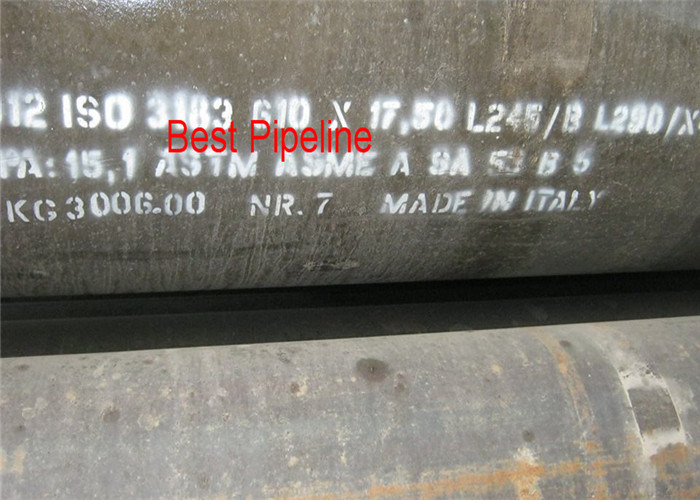 012 ISO 3183 610 X 17,50 L245/B L290/X
Best Pipeline
PA: 15,1 ASTM ASME A SA 53 B 5
KG 3006.00 NR. 7 MADE IN ITALY